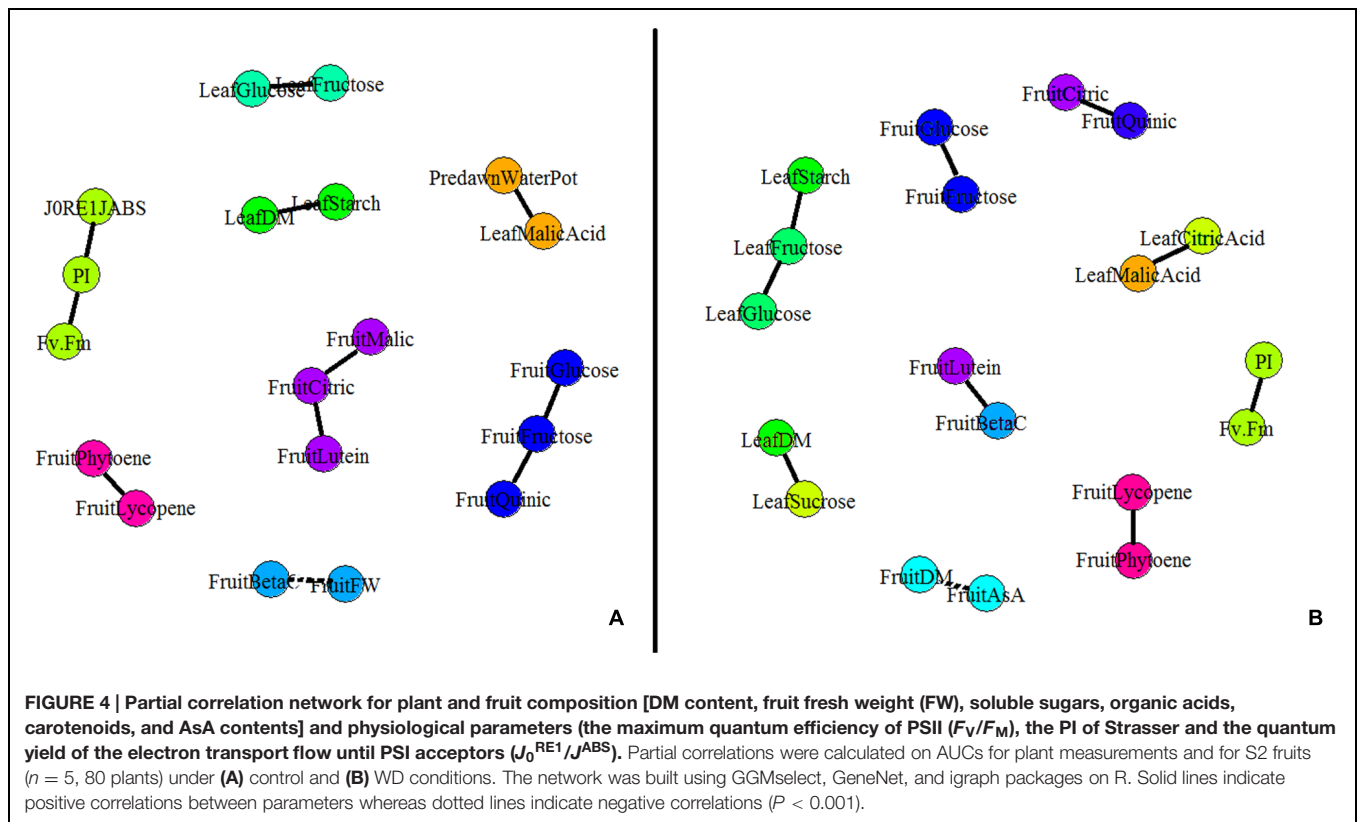 LeafGlucose LeafFructose
J0RE1JABS
PI
Fv.Fm
LeafDM LeafStarch
PredawnWaterPot
LeafMalicAcid
FruitMalic
FruitCitric
FruitLutein
FruitGlucose
FruitFructose
FruitQuinic
FruitPhytoene
FruitLycopene
FruitBetaC FruitFW
A
FruitCitric
FruitQuinic
FruitGlucose
FruitFructose
LeafStarch
LeafFructose
LeafGlucose
LeafCitricAcid
LeafMalicAcid
FruitLutein
FruitBetaC
PI
Fv.Fm
LeafDM
LeafSucrose
FruitLycopene
FruitPhytoene
FruitDM
FruitAsA
B
FIGURE 4 | Partial correlation network for plant and fruit composition [DM content, fruit fresh weight (FW), soluble sugars, organic acids,
carotenoids, and AsA contents] and physiological parameters (the maximum quantum efficiency of PSII (FV/FM), the PI of Strasser and the quantum
yield of the electron transport flow until PSI acceptors (J0RE1/JABS). Partial correlations were calculated on AUCs for plant measurements and for S2 fruits
(n = 5, 80 plants) under (A) control and (B) WD conditions. The network was built using GGMselect, GeneNet, and igraph packages on R. Solid lines indicate
positive correlations between parameters whereas dotted lines indicate negative correlations (P < 0.001).